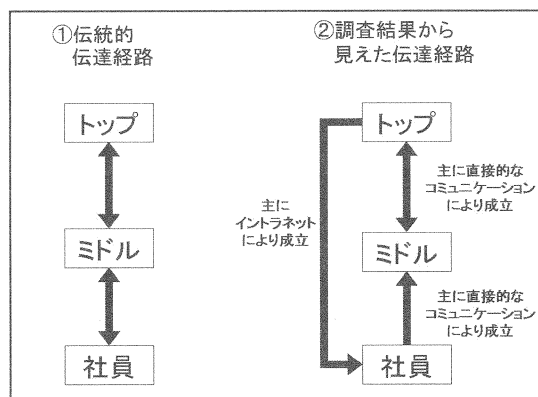 ①伝統的
伝達経路
トップ
ミドル
社員
②調査結果から
見えた伝達経路
トップ
主に直接的な
コミュニケーション
により成立
主に
イントラネット
により成立
ミドル
主に直接的な
コミュニケーション
により成立
社員